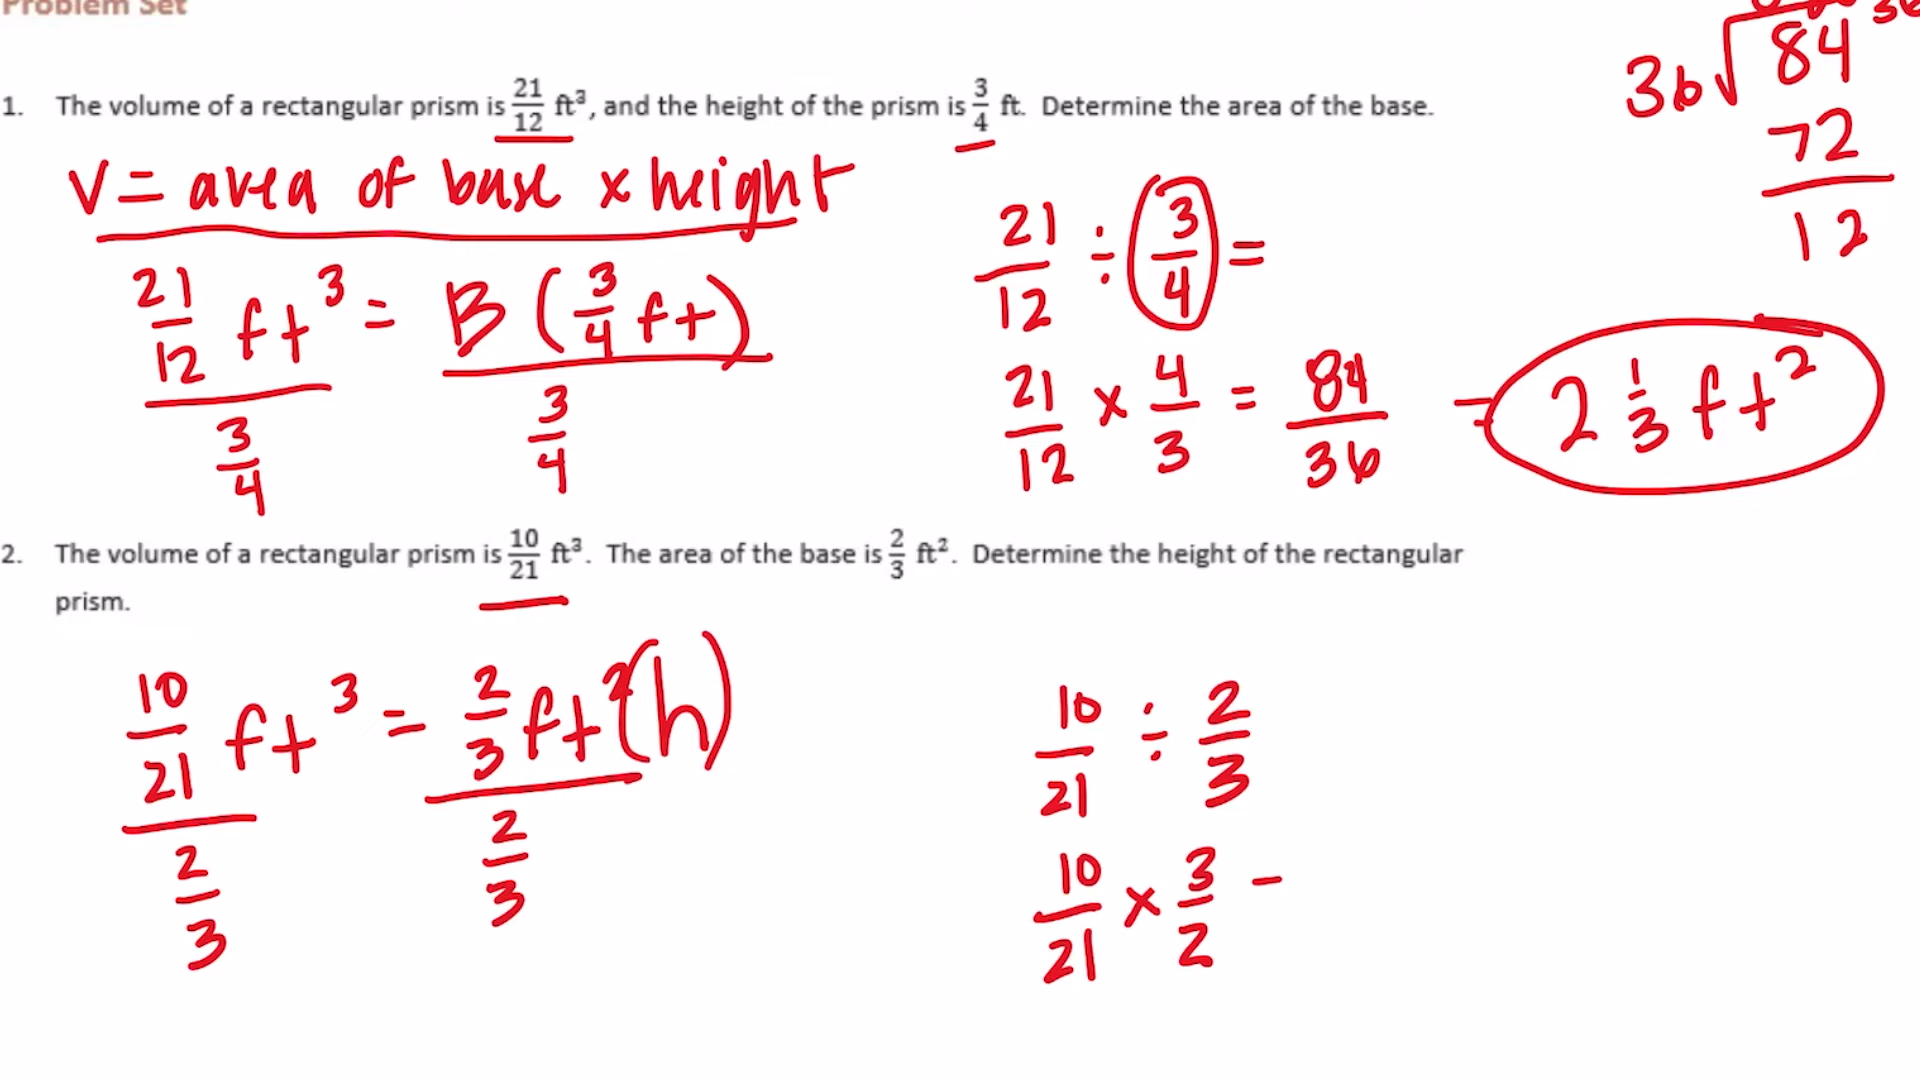 Problem Set
1. The volume of a rectangular prism is 21/12 ft³, and the height of the prism is 3/4 ft. Determine the area of the base.
V = area of base x height
21/12 ft³ = B (3/4 ft)
3/4 3/4
21/12 ÷ 3/4 =
21/12 x 4/3 = 84/36 = 2 1/3 ft²
36 84
72
12
2. The volume of a rectangular prism is 10/21 ft³. The area of the base is 2/3 ft². Determine the height of the rectangular
prism.
10/21 ft³ = 2/3 ft² (h)
2/3 2/3
10/21 ÷ 2/3
10/21 x 3/2 -